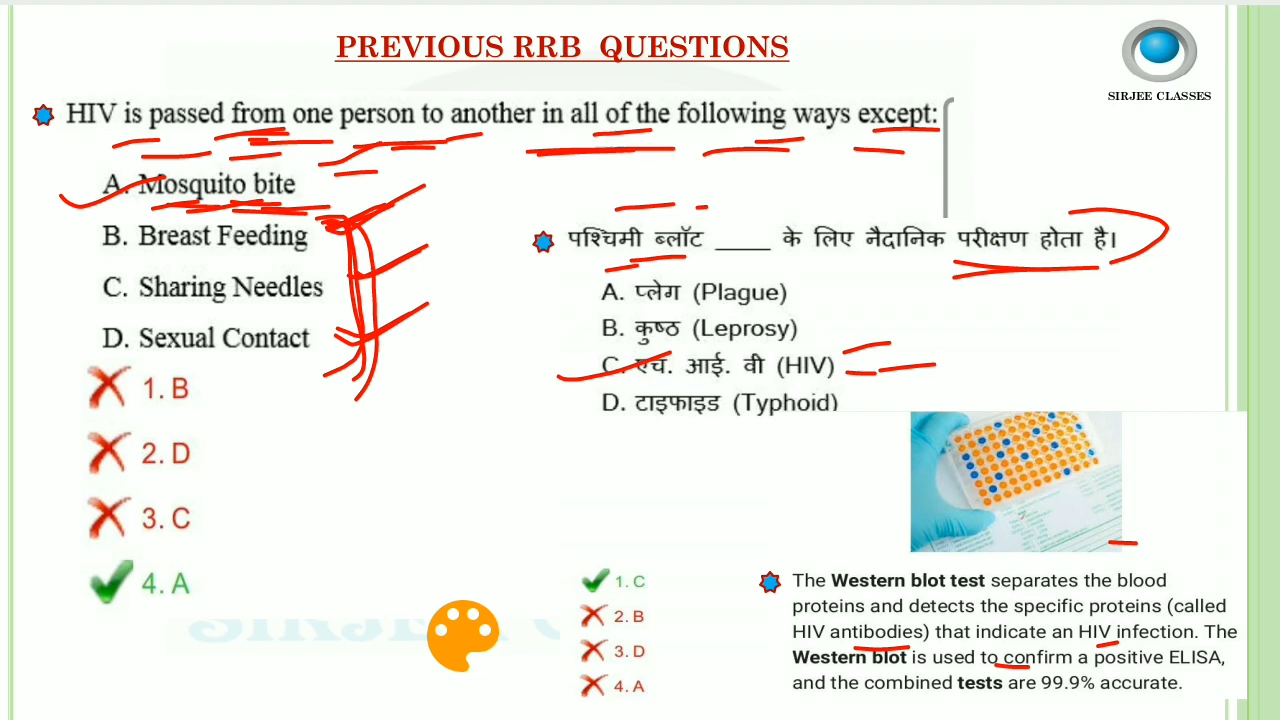 PREVIOUS RRB QUESTIONS
SIRJEE CLASSES
HIV is passed from one person to another in all of the following ways except:
A. Mosquito bite
B. Breast Feeding
C. Sharing Needles
D. Sexual Contact
1. B
2. D
3. C
4. A
पश्चिमी ब्लॉट _____ के लिए नैदानिक परीक्षण होता है।
A. प्लेग (Plague)
B. कुष्ठ (Leprosy)
C. एच. आई. वी (HIV)
D. टाइफाइड (Typhoid)
1. C
2. B
3. D
4. A
The Western blot test separates the blood
proteins and detects the specific proteins (called
HIV antibodies) that indicate an HIV infection. The
Western blot is used to confirm a positive ELISA,
and the combined tests are 99.9% accurate.